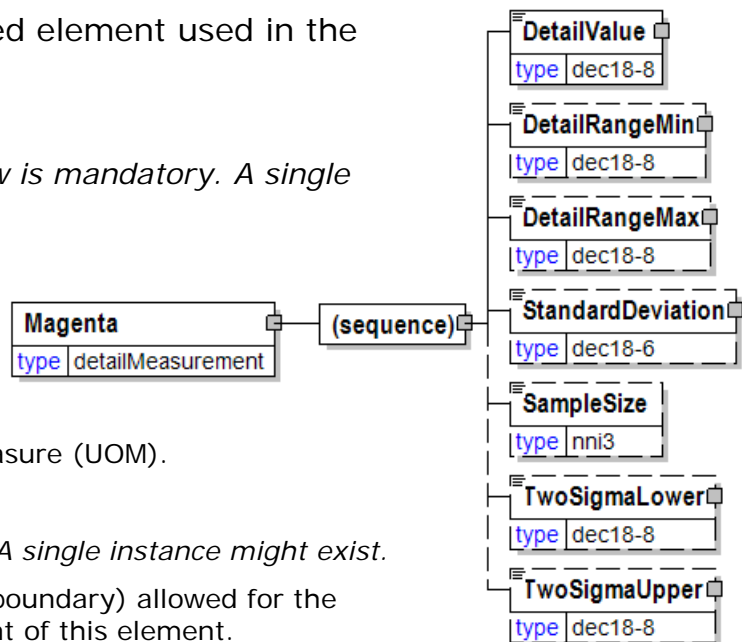 ed element used in the
w is mandatory. A single
asure (UOM).
A single instance might exist.
boundary) allowed for the
nt of this element.
Magenta
type detailMeasurement
(sequence)
DetailValue
type dec18-8
DetailRangeMin
type dec18-8
DetailRangeMax
type dec18-8
StandardDeviation
type dec18-6
SampleSize
type nni3
TwoSigmaLower
type dec18-8
TwoSigmaUpper
type dec18-8